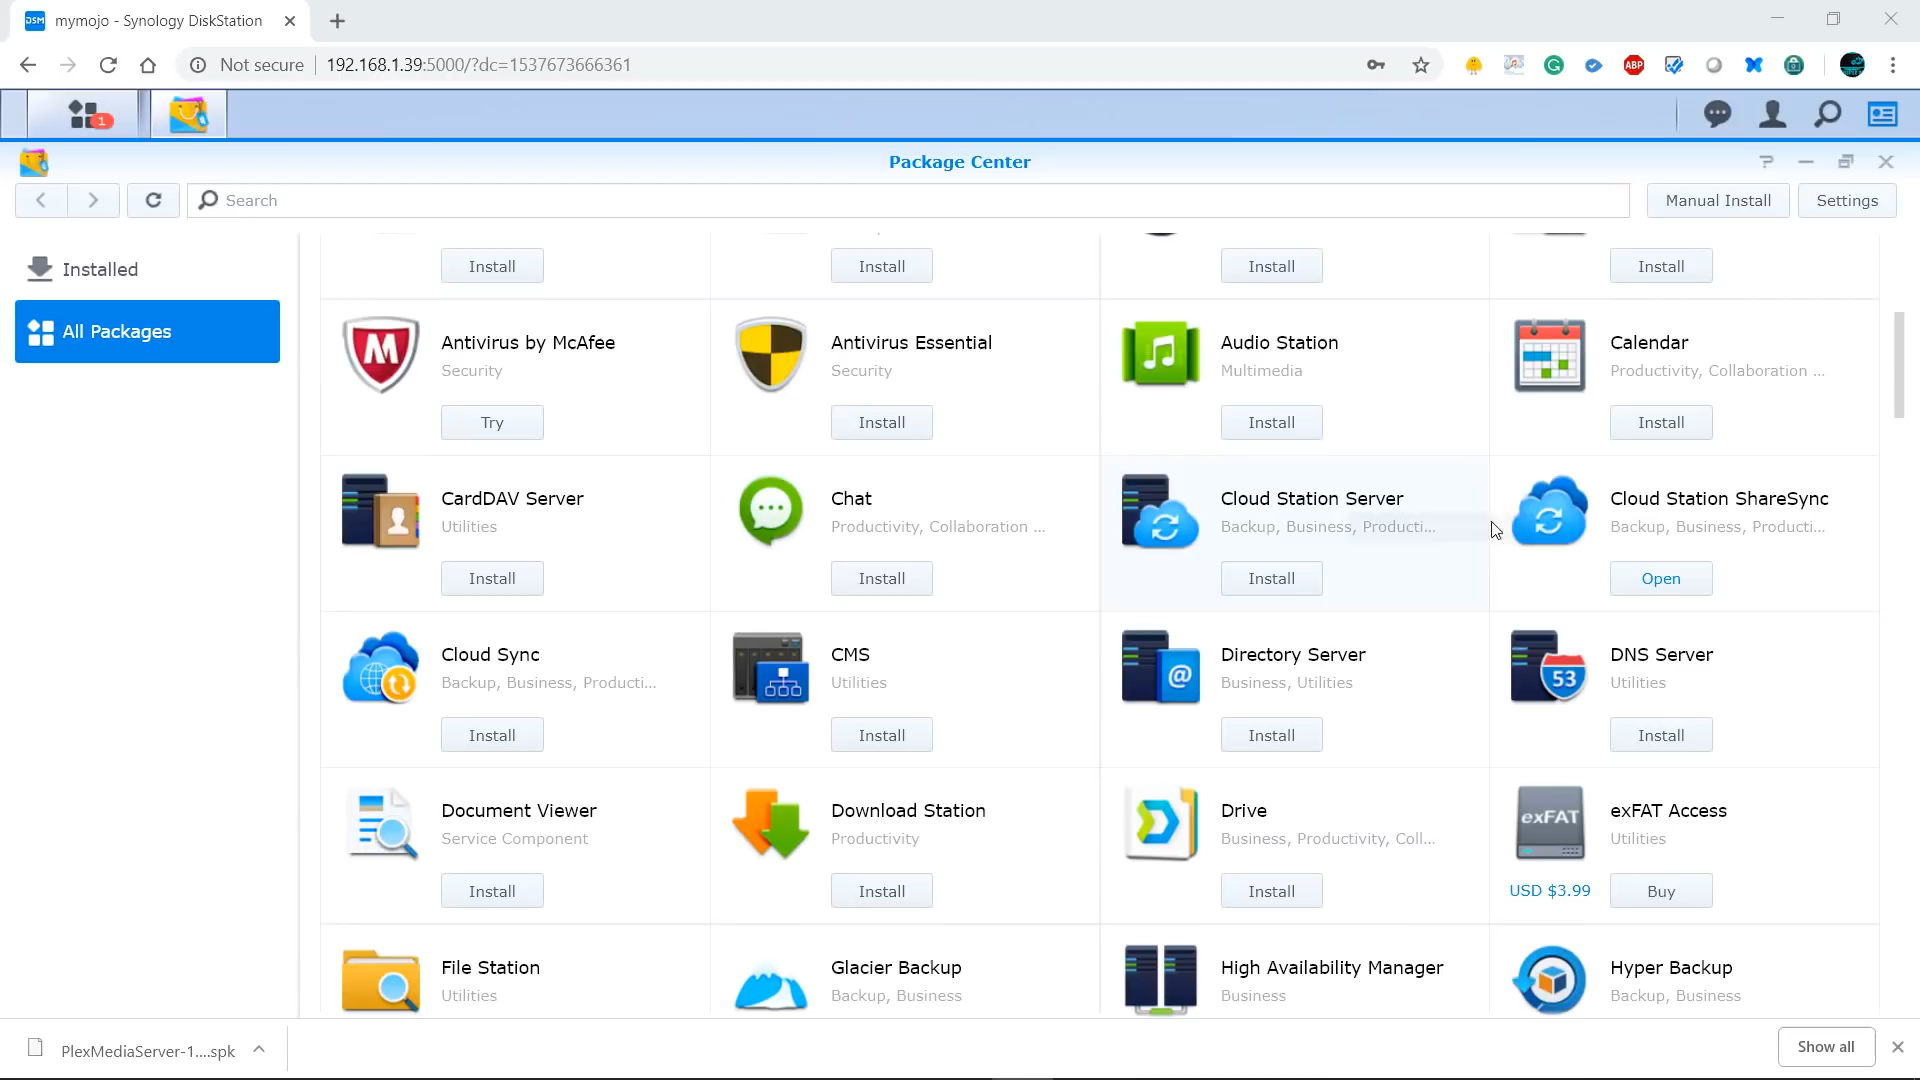 DSM mymojo - Synology DiskStation
Not secure 192.168.1.39:5000/?dc=1537673666361
ABP
1
Package Center
Search
Manual Install
Settings
Installed
All Packages
Install
Install
Install
Install
Antivirus by McAfee
Security
Try
Antivirus Essential
Security
Install
Audio Station
Multimedia
Install
Calendar
Productivity, Collaboration ...
Install
CardDAV Server
Utilities
Install
Chat
Productivity, Collaboration ...
Install
Cloud Station Server
Backup, Business, Producti...
Install
Cloud Station ShareSync
Backup, Business, Producti...
Open
Cloud Sync
Backup, Business, Producti...
Install
CMS
Utilities
Install
@
Directory Server
Business, Utilities
Install
53
DNS Server
Utilities
Install
Document Viewer
Service Component
Install
Download Station
Productivity
Install
Drive
Business, Productivity, Coll...
Install
exFAT
exFAT Access
Utilities
USD $3.99
Buy
File Station
Utilities
Glacier Backup
Backup, Business
High Availability Manager
Business
Hyper Backup
Backup, Business
PlexMediaServer-1....spk
Show all